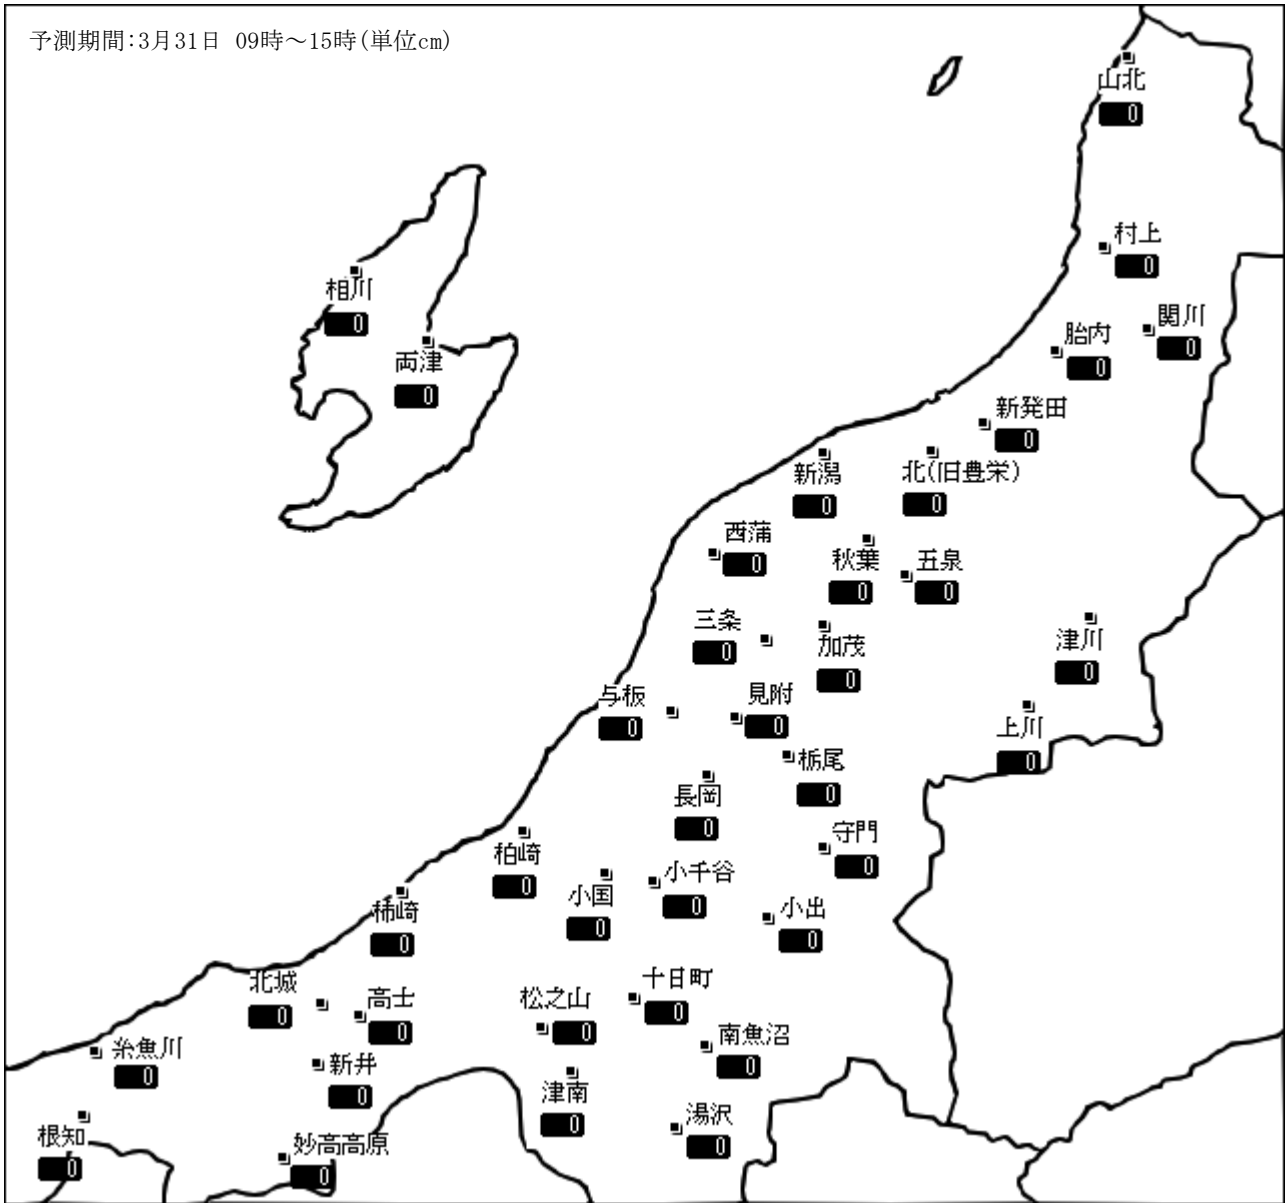 予測期間:3月31日 09時～15時(単位cm)
山北
0
村上
0
相川
0
関川
0
胎内
0
両津
0
新発田
0
新潟
0
北(旧豊栄)
0
西蒲
0
秋葉
0
五泉
0
三条
0
加茂
0
津川
0
与板
0
見附
0
上川
0
栃尾
0
長岡
0
守門
0
柏崎
0
小千谷
0
小国
0
小出
0
柿崎
0
北城
0
高士
0
松之山
0
十日町
0
南魚沼
0
糸魚川
0
新井
0
津南
0
湯沢
0
根知
0
妙高高原
0